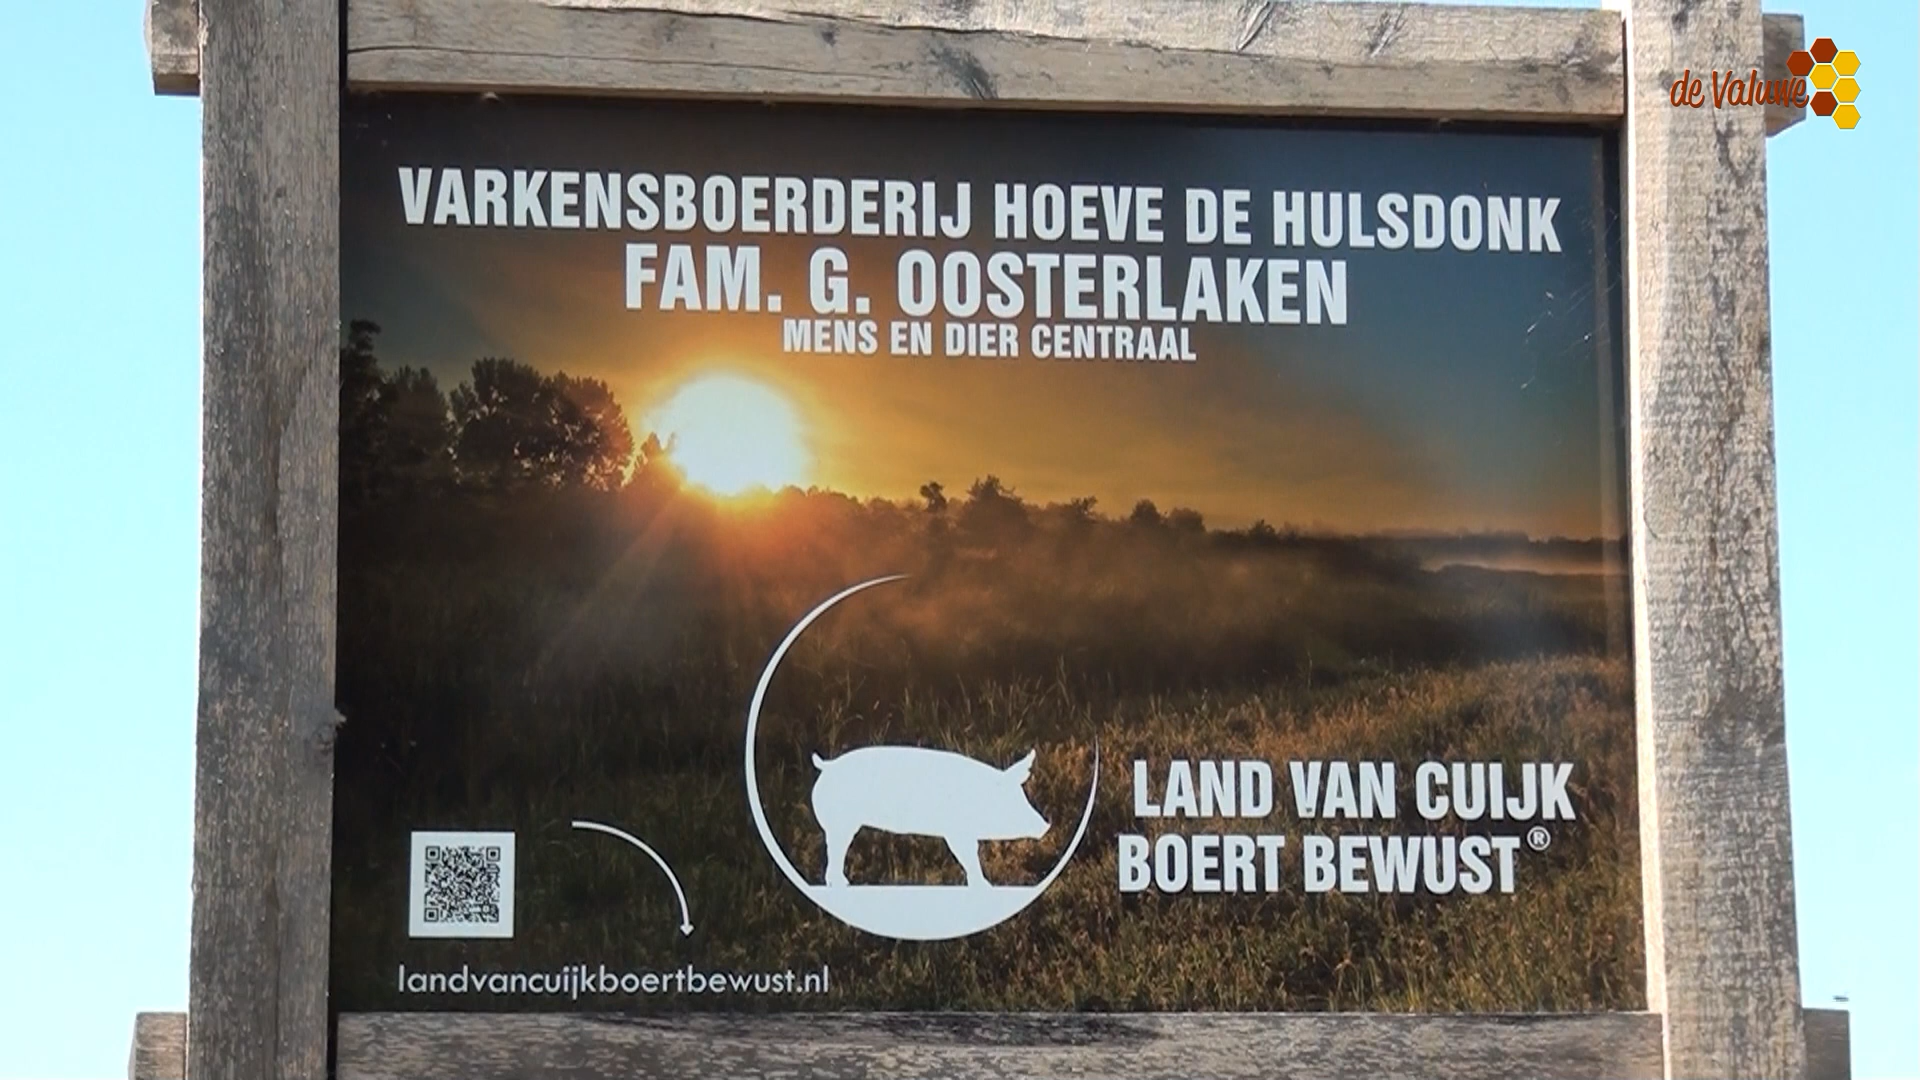 de Valuwe
VARKENSBOERDERIJ HOEVE DE HULSDONK
FAM. G. OOSTERLAKEN
MENS EN DIER CENTRAAL
LAND VAN CUIJK
BOERT BEWUST®
landvancuijkboertbewust.nl